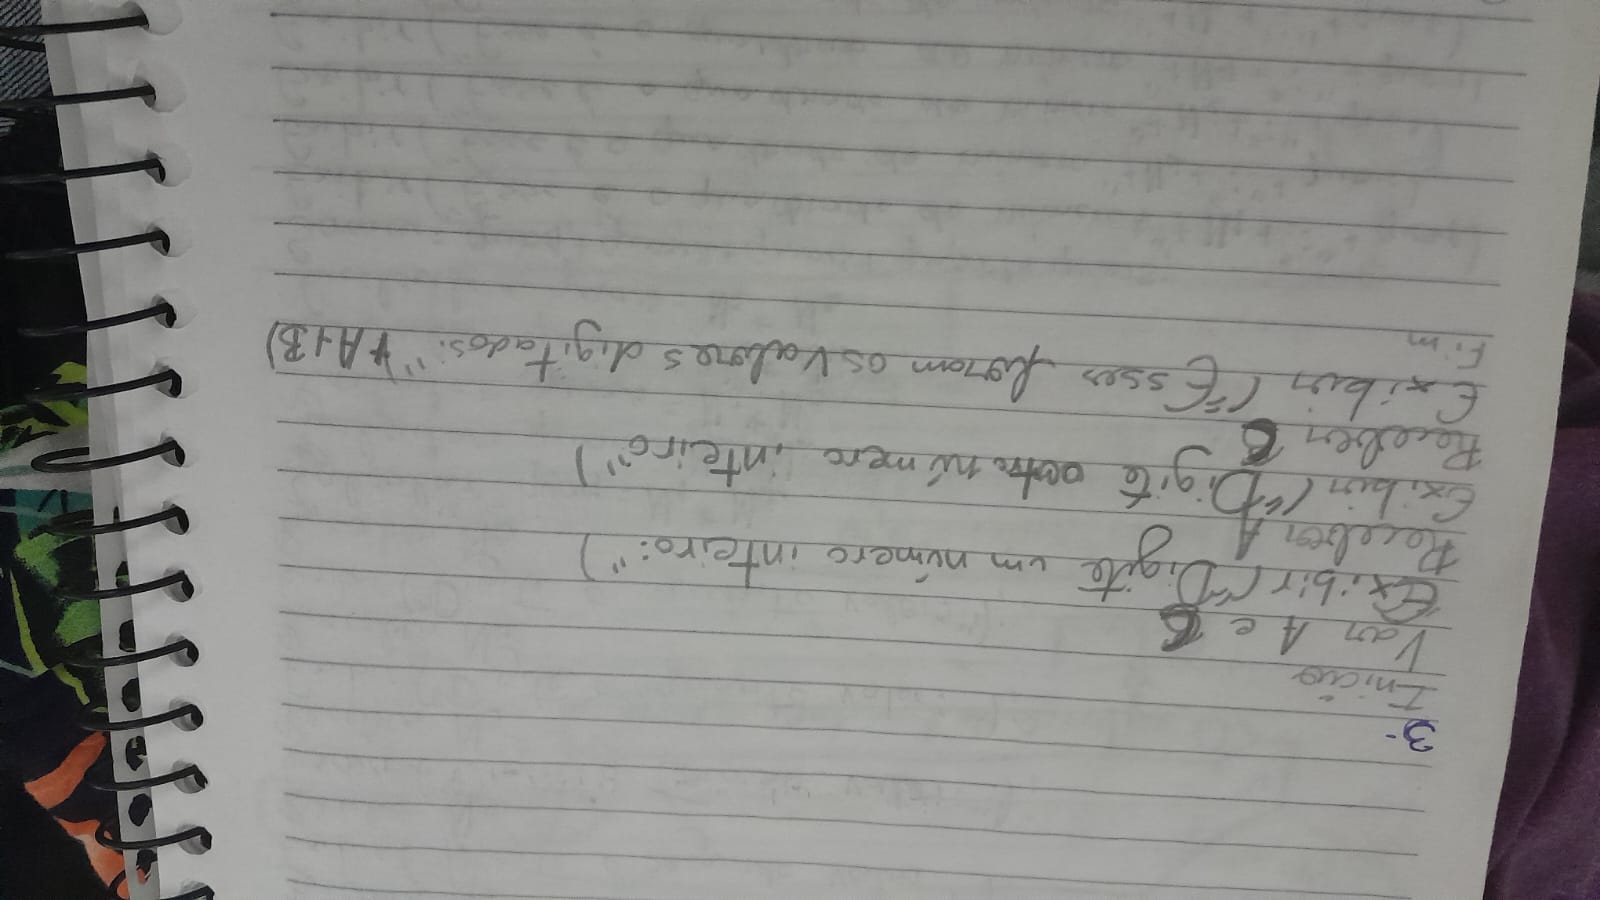 3-
Início
Var A e B
Exibir ("Digite um número inteiro:")
Receber A
Exibir ("Digite outro número inteiro")
Receber B
Exibir ("Esses foram os Valores digitados:" + A + B)
Fim